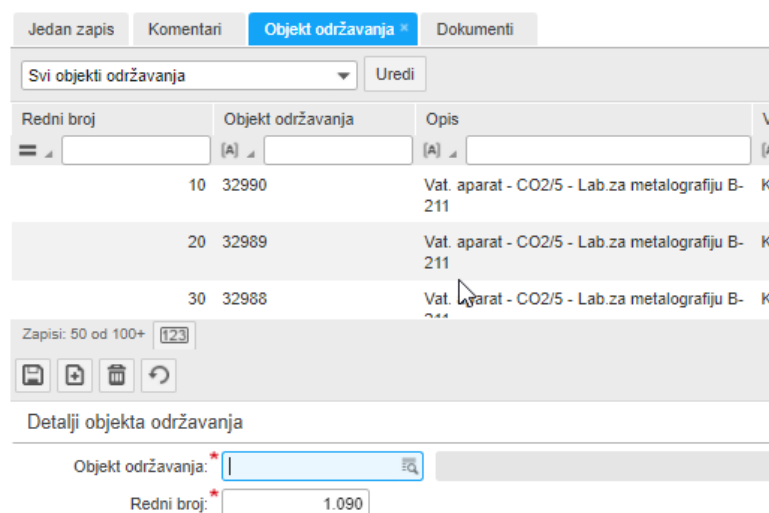 Jedan zapis Komentari Objekt održavanja × Dokumenti
Svi objekti održavanja Uredi
Redni broj Objekt održavanja Opis
[A] [A]
10 32990 Vat. aparat - CO2/5 - Lab.za metalografiju B- K
211
20 32989 Vat. aparat - CO2/5 - Lab.za metalografiju B- K
211
30 32988 Vat. aparat - CO2/5 - Lab.za metalografiju B- K
Zapisi: 50 od 100+ 123
Detalji objekta održavanja
Objekt održavanja:*
Redni broj:* 1.090